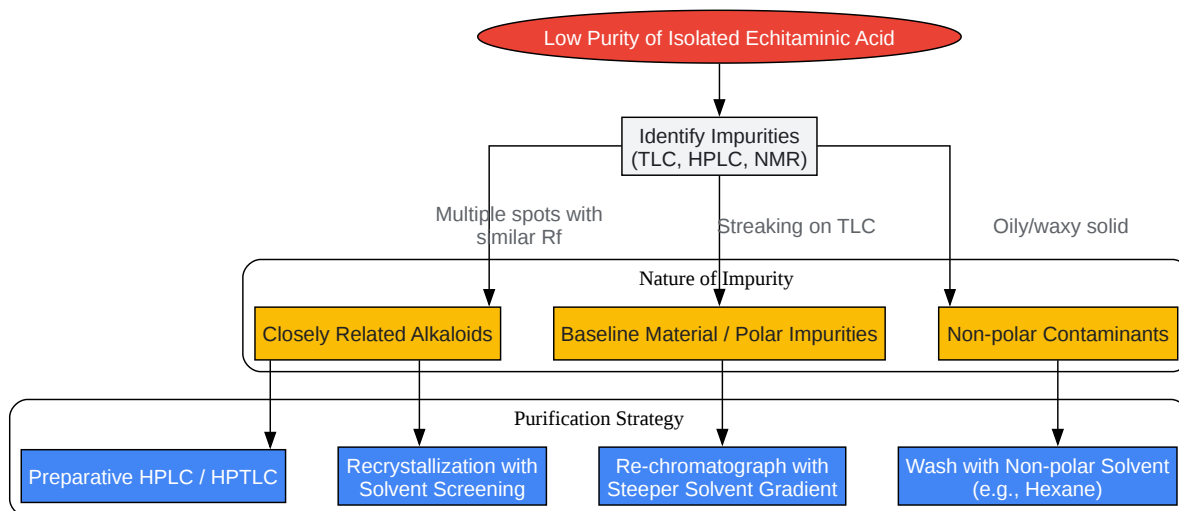 Low Purity of Isolated Echitaminic Acid
Identify Impurities
(TLC, HPLC, NMR)
Multiple spots with
similar Rf
Streaking on TLC
Oily/waxy solid
Nature of Impurity
Closely Related Alkaloids
Baseline Material / Polar Impurities
Non-polar Contaminants
Purification Strategy
Preparative HPLC / HPTLC
Recrystallization with
Solvent Screening
Re-chromatograph with
Steeper Solvent Gradient
Wash with Non-polar Solvent
(e.g., Hexane)